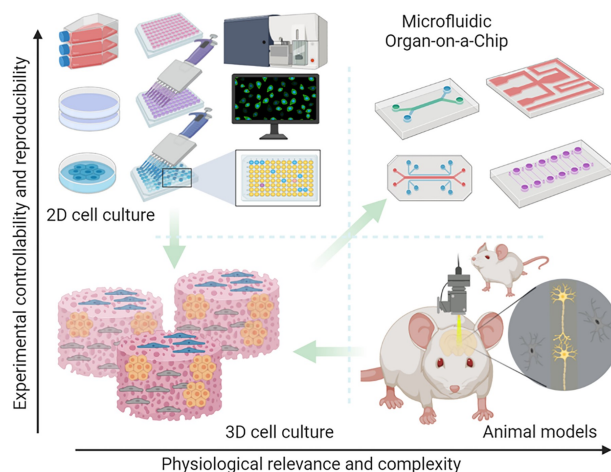 Microfluidic
Organ-on-a-Chip
Experimental controllability and reproducibility
2D cell culture
3D cell culture
Animal models
Physiological relevance and complexity